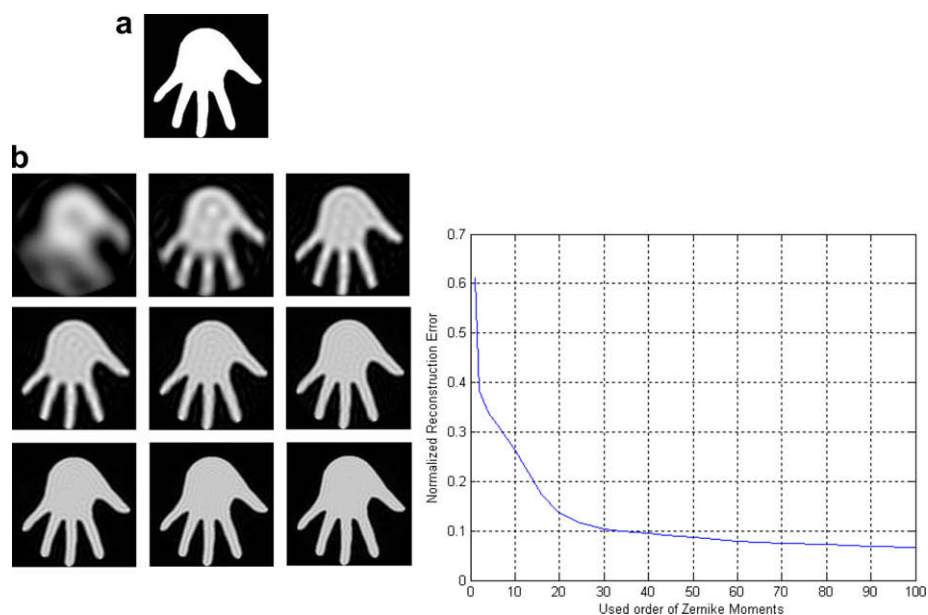 a
b
Normalized Reconstruction Error
0.7
0.6
0.5
0.4
0.3
0.2
0.1
0
0 10 20 30 40 50 60 70 80 90 100
Used order of Zernike Moments